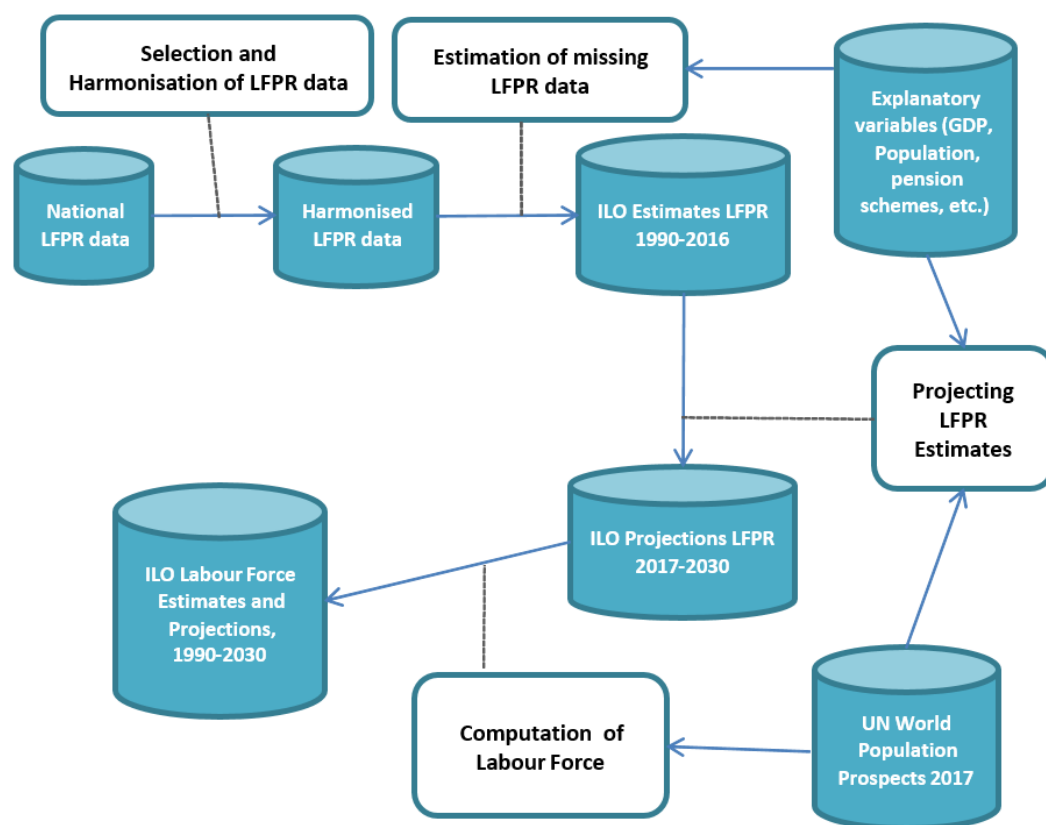 Selection and
Harmonisation of LFPR data
Estimation of missing
LFPR data
Explanatory
variables (GDP,
Population,
pension
schemes, etc.)
National
LFPR data
Harmonised
LFPR data
ILO Estimates LFPR
1990-2016
Projecting
LFPR
Estimates
ILO Projections LFPR
2017-2030
ILO Labour Force
Estimates and
Projections,
1990-2030
Computation of
Labour Force
UN World
Population
Prospects 2017